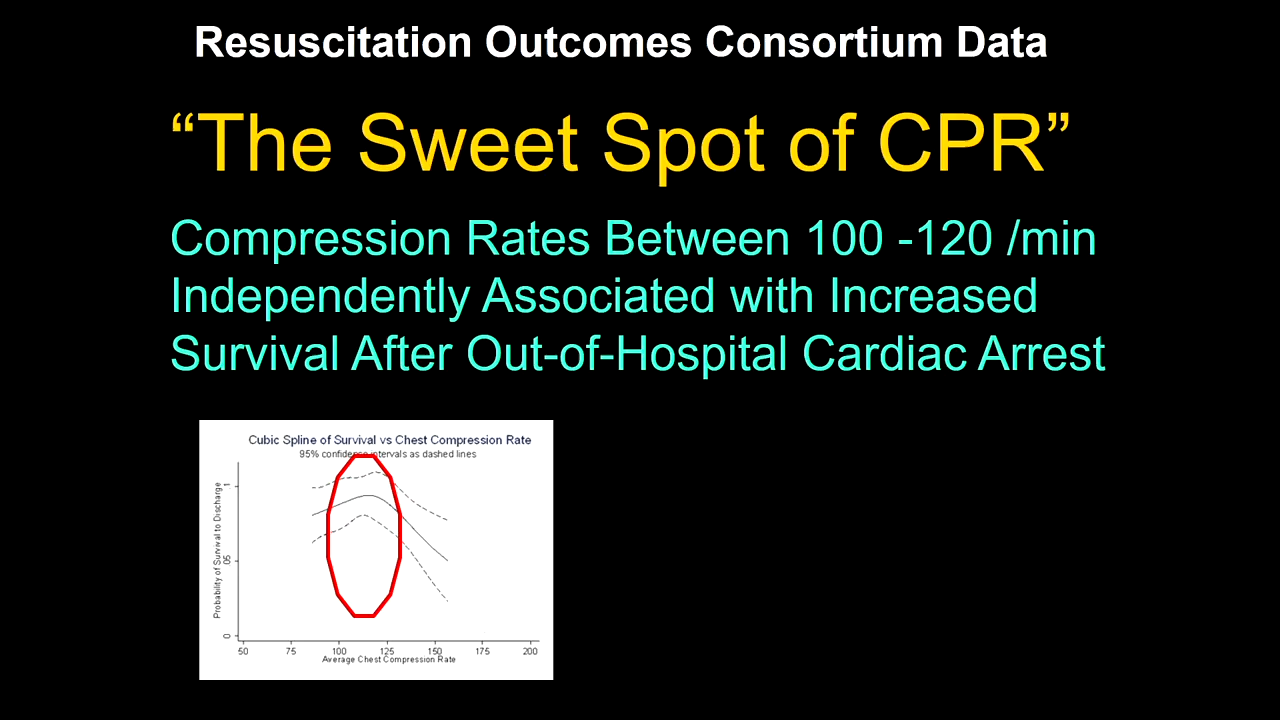 Resuscitation Outcomes Consortium Data
“The Sweet Spot of CPR”
Compression Rates Between 100 -120 /min
Independently Associated with Increased
Survival After Out-of-Hospital Cardiac Arrest
Cubic Spline of Survival vs Chest Compression Rate
95% confidence intervals as dashed lines
Probability of Survival to Discharge
.1
.05
0
50 75 100 125 150 175 200
Average Chest Compression Rate